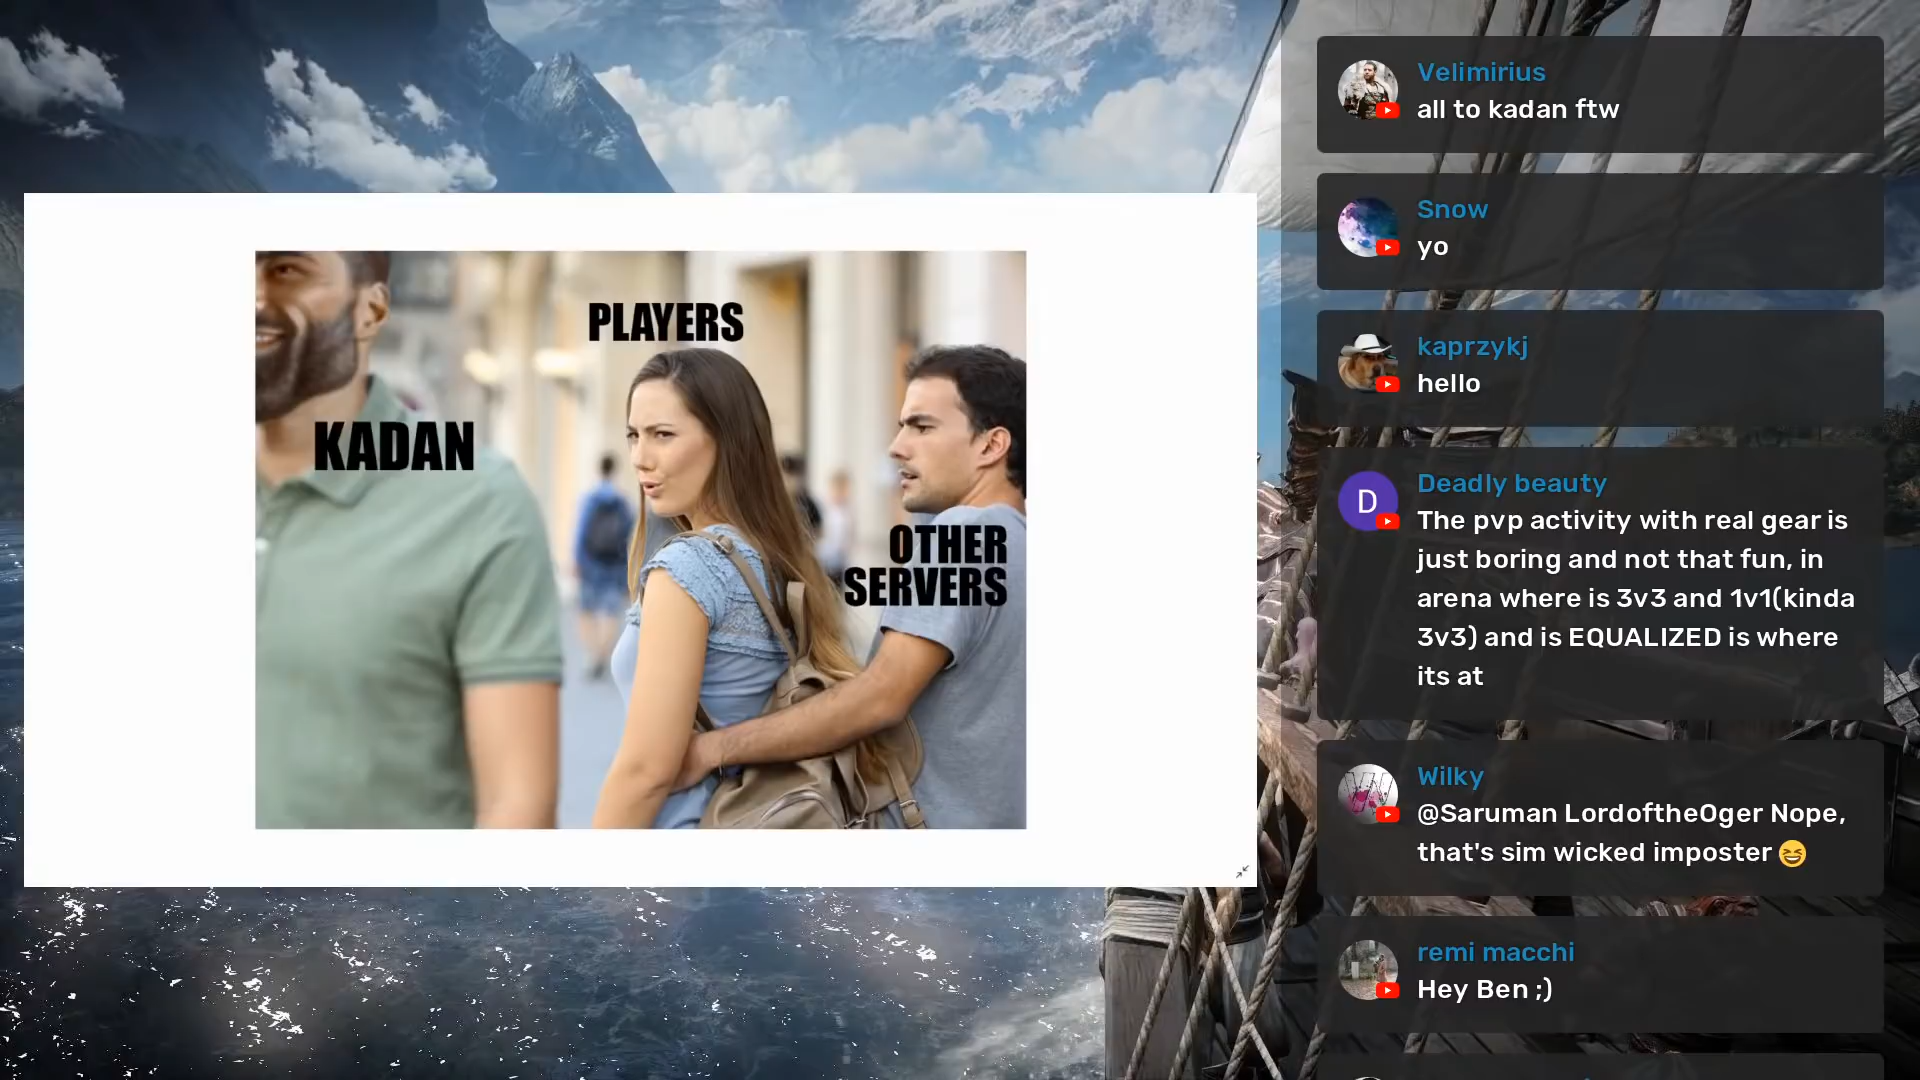 PLAYERS
KADAN
OTHER
SERVERS
Velimirius
all to kadan ftw
Snow
yo
kaprzykj
hello
D
Deadly beauty
The pvp activity with real gear is
just boring and not that fun, in
arena where is 3v3 and 1v1(kinda
3v3) and is EQUALIZED is where
its at
Wilky
@Saruman LordoftheOger Nope,
that's sim wicked imposter 😆
remi macchi
Hey Ben ;)